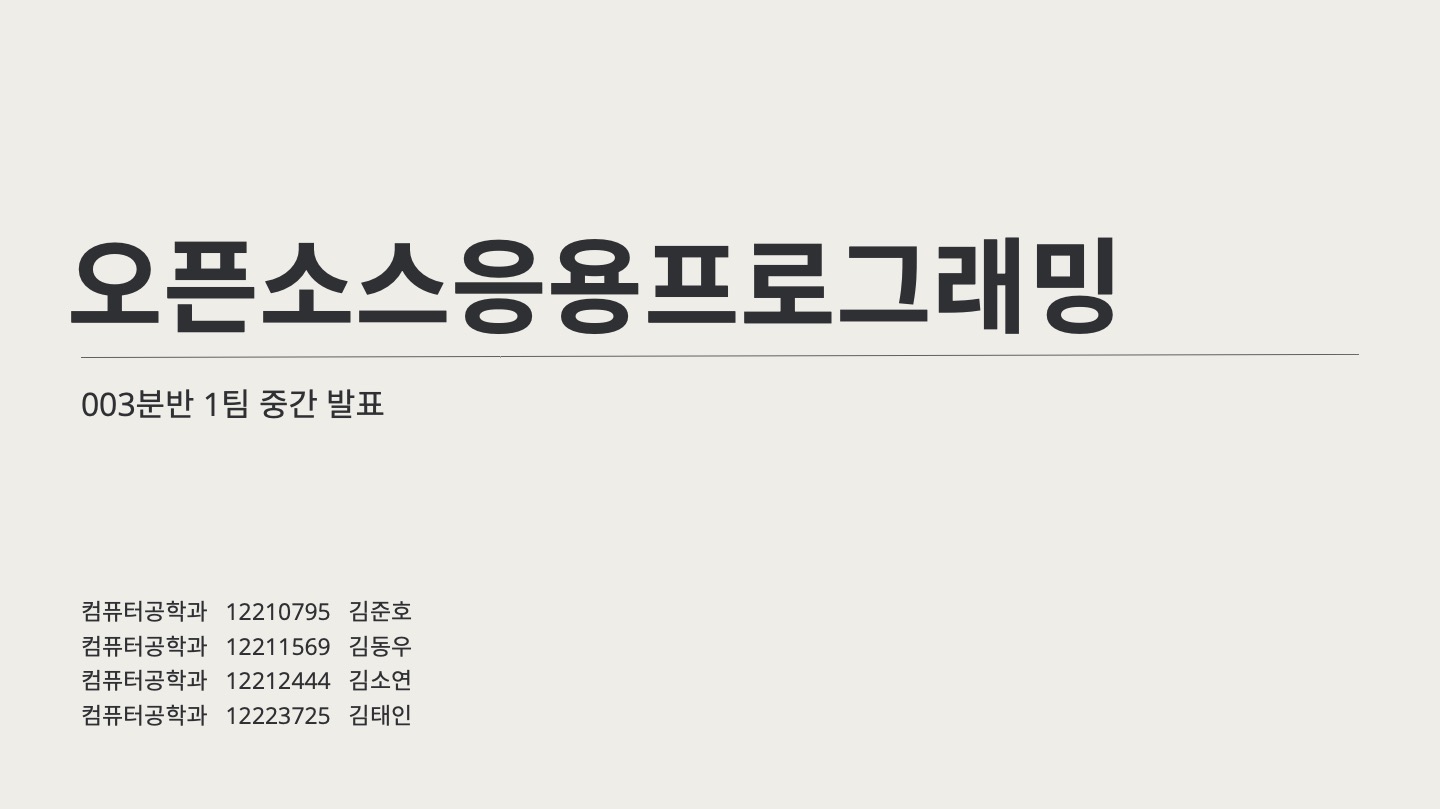 오픈소스응용프로그래밍
003분반 1팀 중간 발표
컴퓨터공학과 12210795 김준호
컴퓨터공학과 12211569 김동우
컴퓨터공학과 12212444 김소연
컴퓨터공학과 12223725 김태인